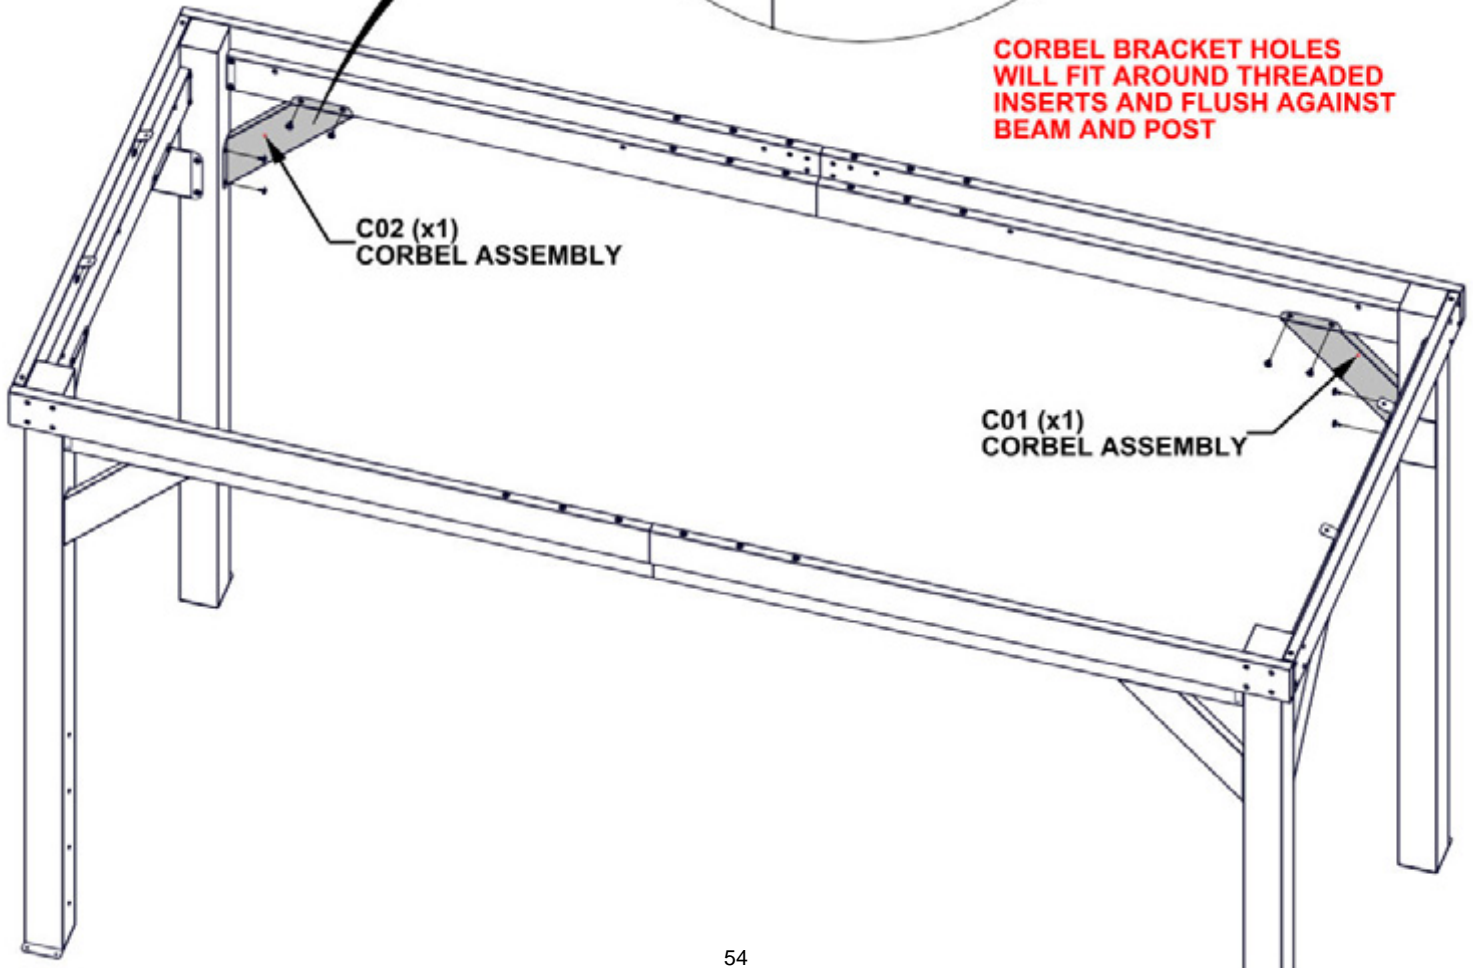 CORBEL BRACKET HOLES
WILL FIT AROUND THREADED
INSERTS AND FLUSH AGAINST
BEAM AND POST
C02 (x1)
CORBEL ASSEMBLY
C01 (x1)
CORBEL ASSEMBLY
54